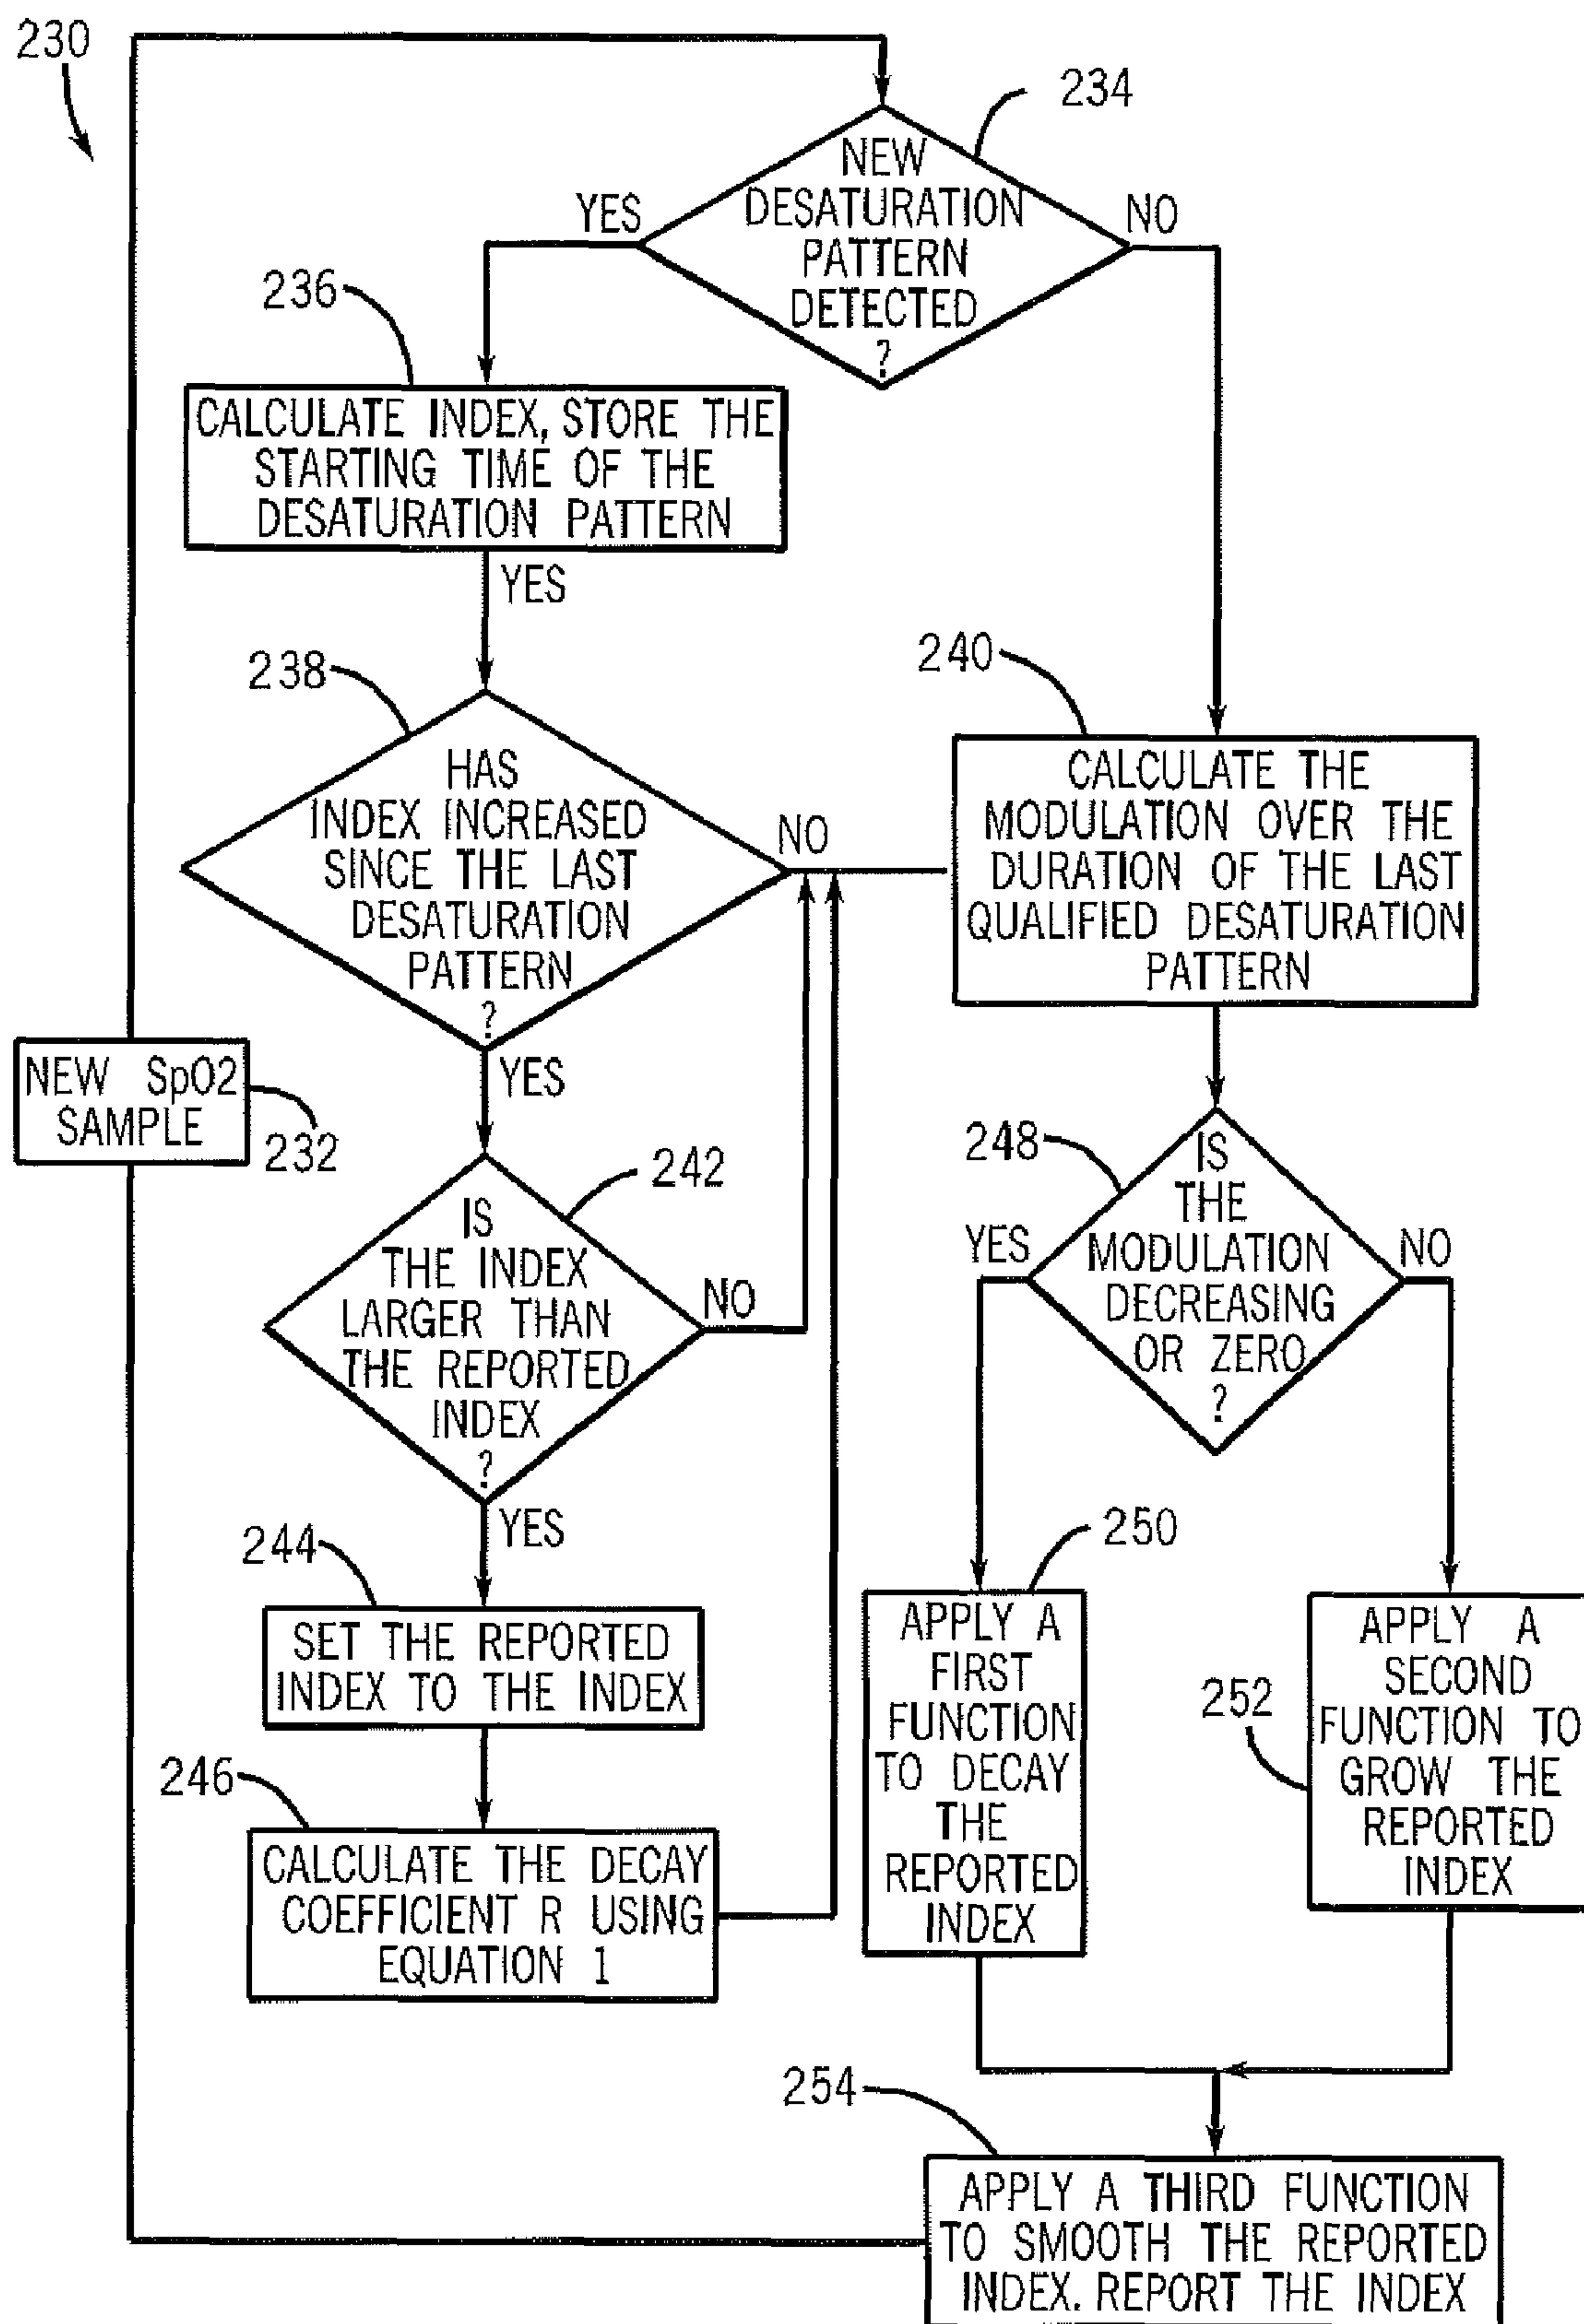 230
234
NEW
DESATURATION
PATTERN
DETECTED
?
YES
NO
236
CALCULATE INDEX, STORE THE
STARTING TIME OF THE
DESATURATION PATTERN
YES
238
HAS
INDEX INCREASED
SINCE THE LAST
DESATURATION
PATTERN
?
NO
YES
240
CALCULATE THE
MODULATION OVER THE
DURATION OF THE LAST
QUALIFIED DESATURATION
PATTERN
NEW SpO2
SAMPLE
232
242
IS
THE INDEX
LARGER THAN
THE REPORTED
INDEX
?
NO
YES
248
IS
THE
MODULATION
DECREASING
OR ZERO
?
YES
NO
244
SET THE REPORTED
INDEX TO THE INDEX
246
CALCULATE THE DECAY
COEFFICIENT R USING
EQUATION 1
250
APPLY A
FIRST
FUNCTION
TO DECAY
THE
REPORTED
INDEX
252
APPLY A
SECOND
FUNCTION TO
GROW THE
REPORTED
INDEX
254
APPLY A THIRD FUNCTION
TO SMOOTH THE REPORTED
INDEX. REPORT THE INDEX